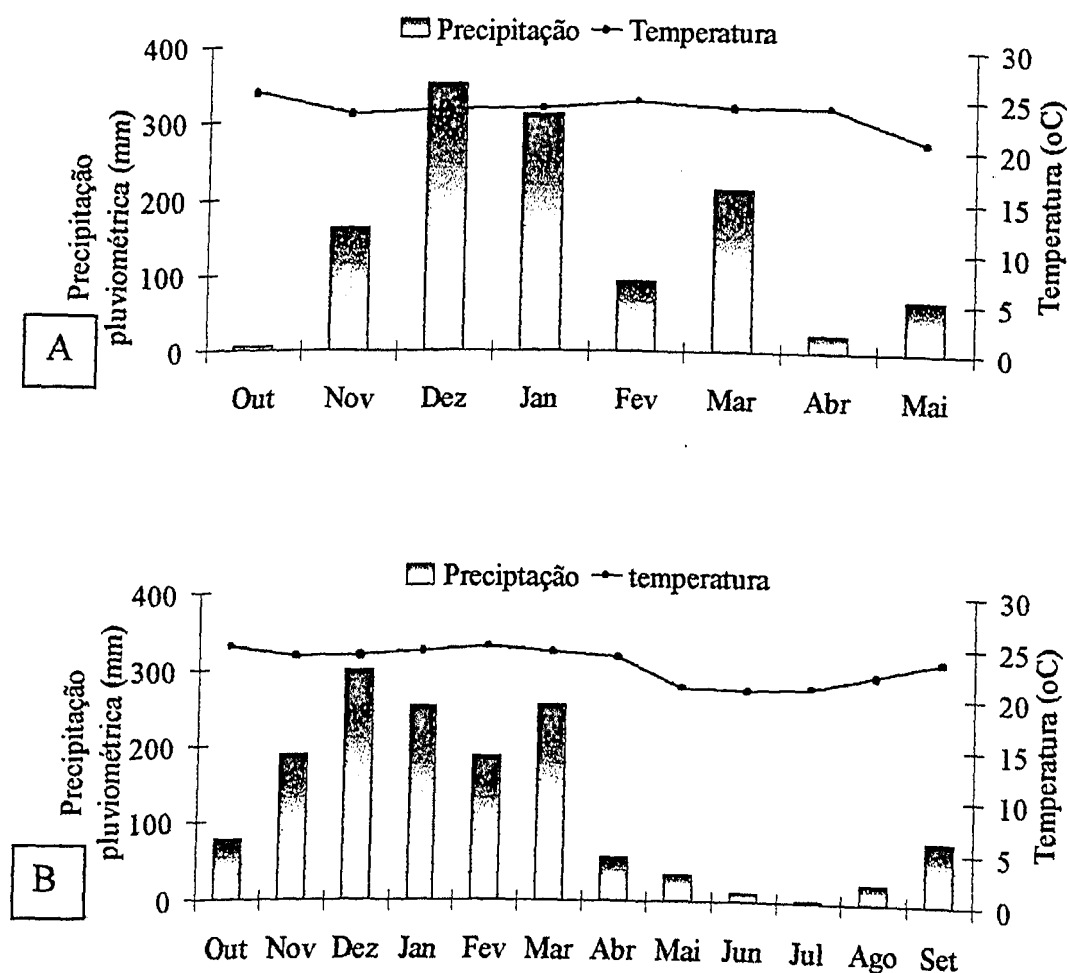 Precipitação Temperatura
400
300
200
100
0
Precipitação
pluviométrica (mm)
30
25
20
15
10
5
0
Temperatura (oC)
A
Out Nov Dez Jan Fev Mar Abr Mai
Preciptação temperatura
400
300
200
100
0
Precipitação
pluviométrica (mm)
30
25
20
15
10
5
0
Temperatura (oC)
B
Out Nov Dez Jan Fev Mar Abr Mai Jun Jul Ago Set